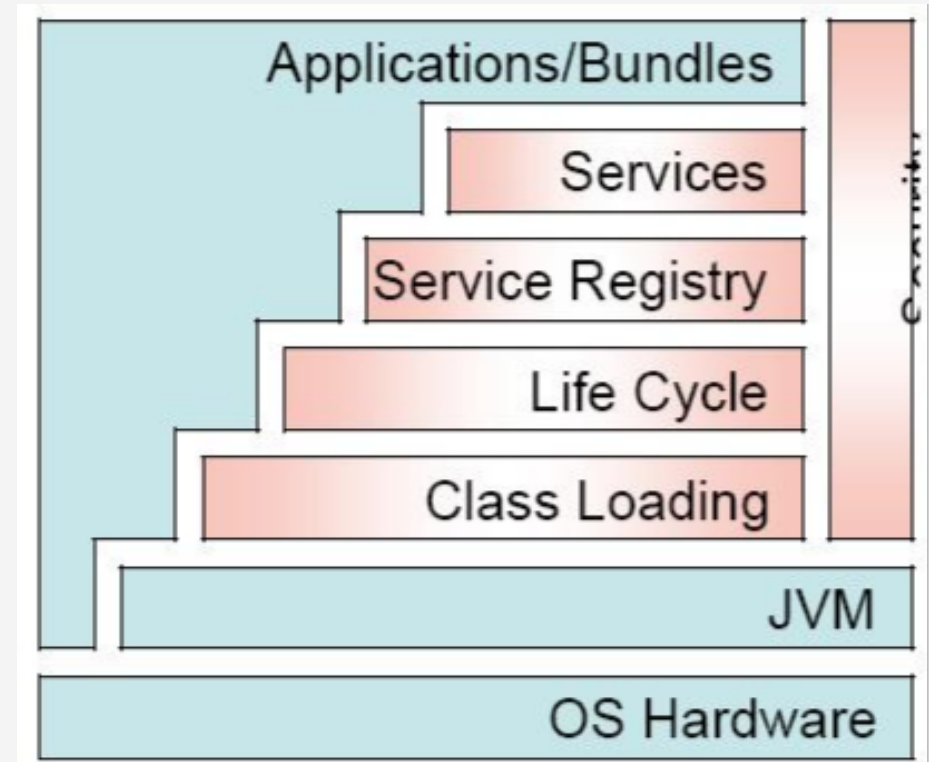 Applications/Bundles
Services
Service Registry
Life Cycle
Class Loading
JVM
OS Hardware